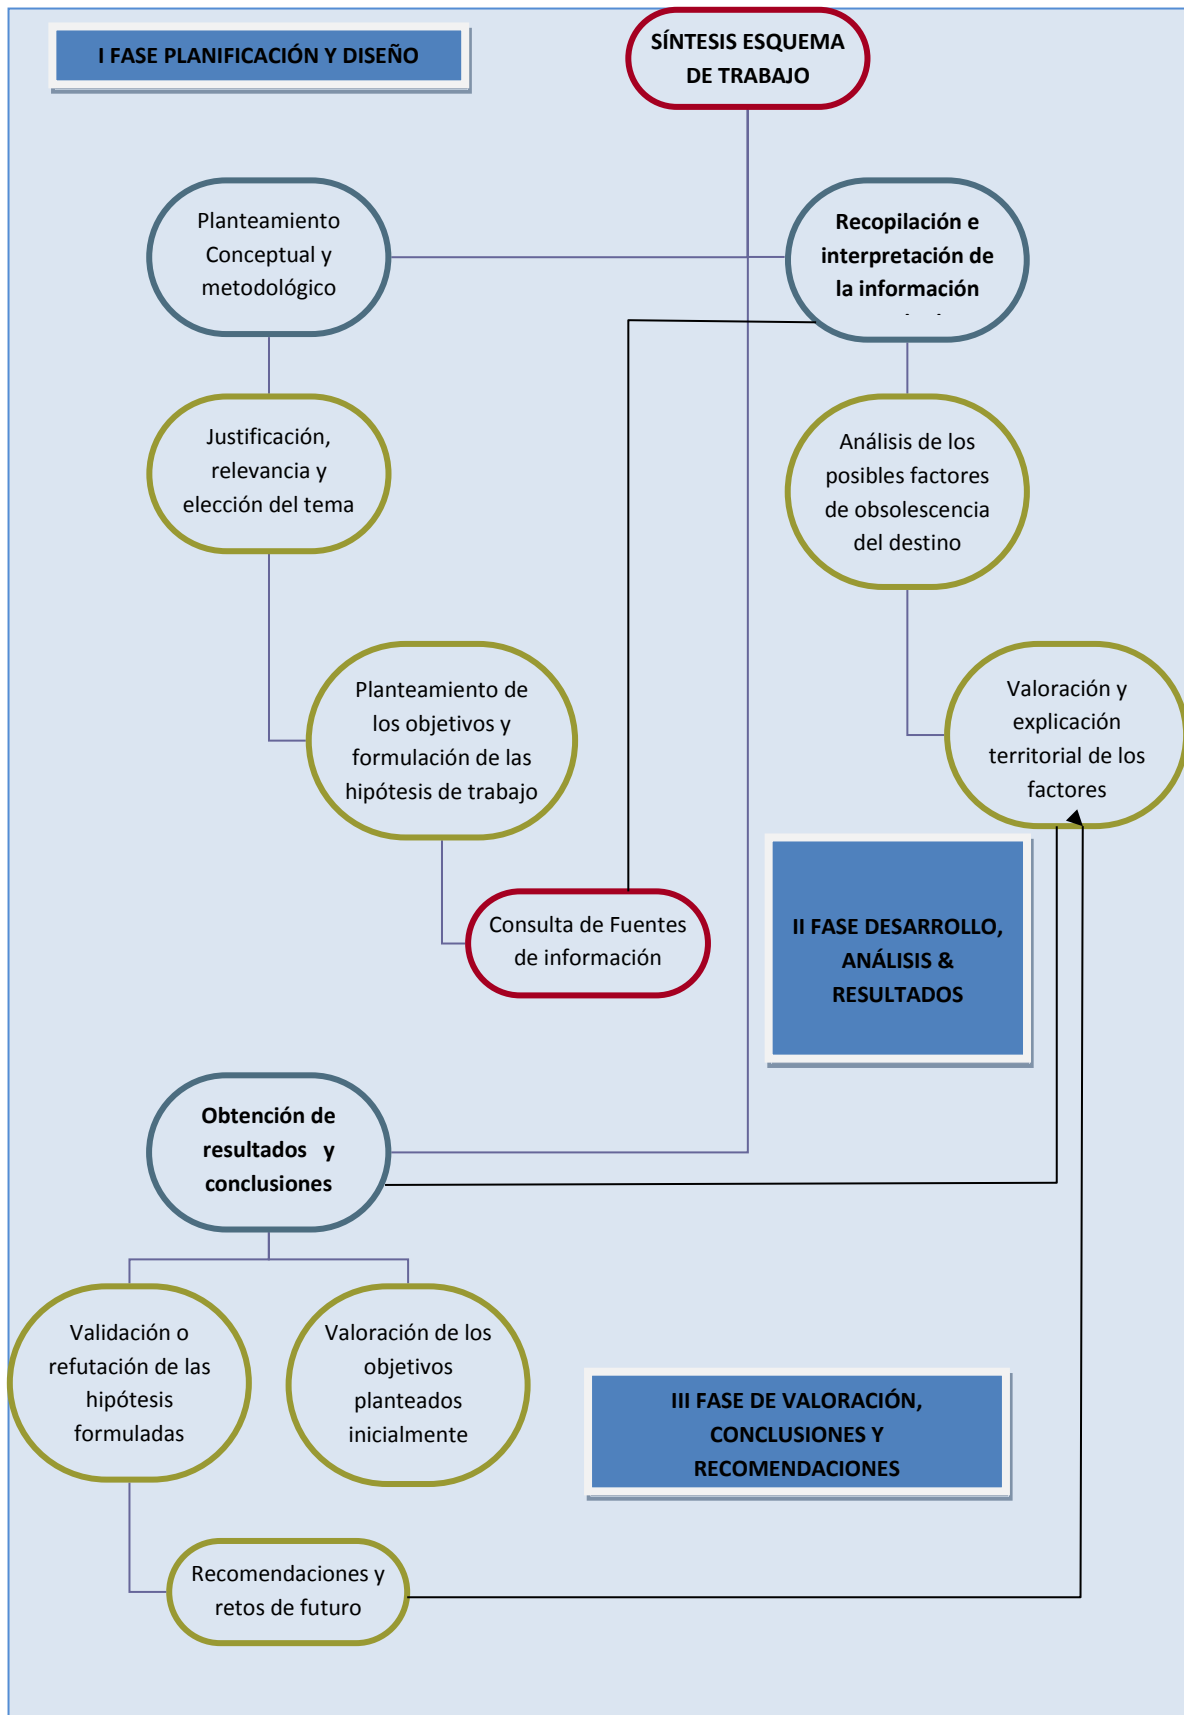 I FASE PLANIFICACIÓN Y DISEÑO
SÍNTESIS ESQUEMA
DE TRABAJO
Planteamiento
Conceptual y
metodológico
Recopilación e
interpretación de
la información
Justificación,
relevancia y
elección del tema
Análisis de los
posibles factores
de obsolescencia
del destino
Planteamiento de
los objetivos y
formulación de las
hipótesis de trabajo
Valoración y
explicación
territorial de los
factores
Consulta de Fuentes
de información
II FASE DESARROLLO,
ANÁLISIS &
RESULTADOS
Obtención de
resultados y
conclusiones
Validación o
refutación de las
hipótesis
formuladas
Valoración de los
objetivos
planteados
inicialmente
III FASE DE VALORACIÓN,
CONCLUSIONES Y
RECOMENDACIONES
Recomendaciones y
retos de futuro